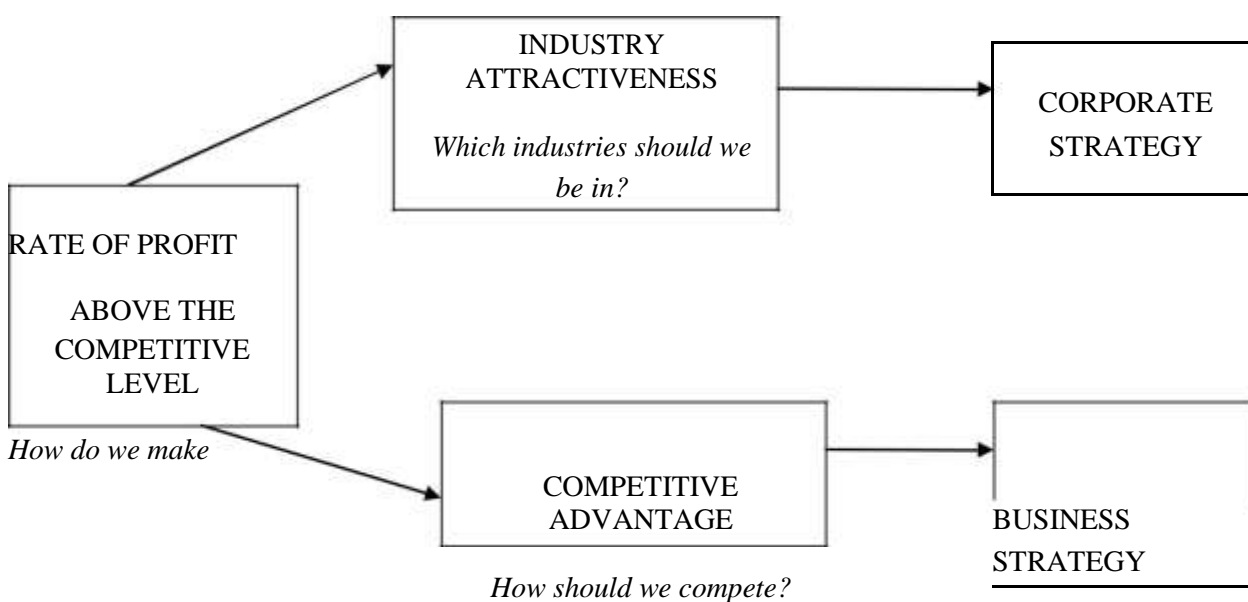 INDUSTRY
ATTRACTIVENESS
Which industries should we
be in?
CORPORATE
STRATEGY
RATE OF PROFIT
ABOVE THE
COMPETITIVE
LEVEL
How do we make
COMPETITIVE
ADVANTAGE
How should we compete?
BUSINESS
STRATEGY